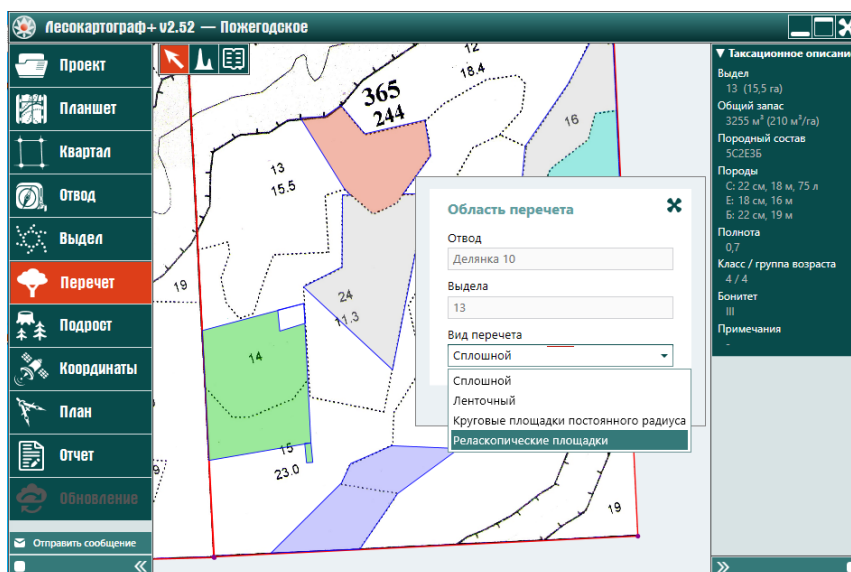 Лесокартограф+ v2.52 — Пожегодское
Проект
Планшет
Квартал
Отвод
Выдел
Перечет
Подрост
Координаты
План
Отчет
Обновление
Отправить сообщение
12
18.4
365
244
13
15.5
16
19
24
11.3
14
15
23.0
9
19
Область перечета
Отвод
Делянка 10
Выдела
13
Вид перечета
Сплошной
Сплошной
Ленточный
Круговые площадки постоянного радиуса
Реласкопические площадки
Таксационное описани
Выдел
13 (15,5 га)
Общий запас
3255 м³ (210 м³/га)
Породный состав
5С2Е3Б
Породы
С: 22 см, 18 м, 75 л
Е: 18 см, 16 м
Б: 22 см, 19 м
Полнота
0,7
Класс / группа возраста
4 / 4
Бонитет
III
Примечания
-